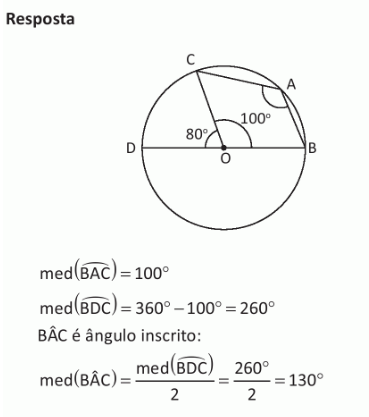 Resposta
C
A
100°
80°
D
O
B
med(BAC) = 100°
med(BDC) = 360° – 100° = 260°
BÂC é ângulo inscrito:
med(BÂC) = med(BDC)/2 = 260°/2 = 130°